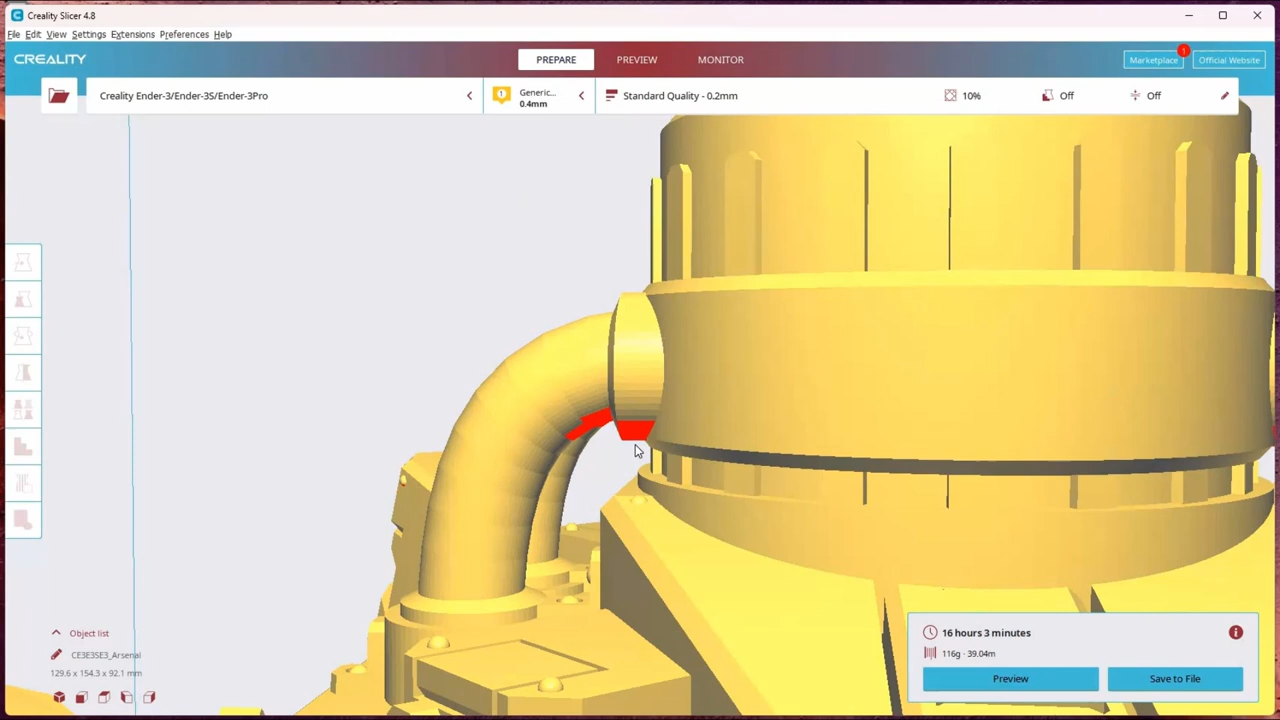 Creality Slicer 4.8
File Edit View Settings Extensions Preferences Help
CREALITY
PREPARE
PREVIEW
MONITOR
Marketplace
1
Official Website
Creality Ender-3/Ender-3S/Ender-3Pro
1
Generic...
0.4mm
Standard Quality - 0.2mm
10%
Off
Off
Object list
CE3E3SE3_Arsenal
129.6 x 154.3 x 92.1 mm
16 hours 3 minutes
116g · 39.04m
Preview
Save to File